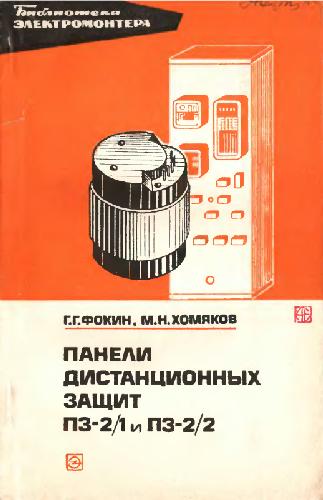 Библиотека
ЭЛЕКТРОМОНТЕРА
Г.Г.ФОКИН, М.Н.ХОМЯКОВ
ПАНЕЛИ
ДИСТАНЦИОННЫХ
ЗАЩИТ
ПЗ-2/1 и ПЗ-2/2